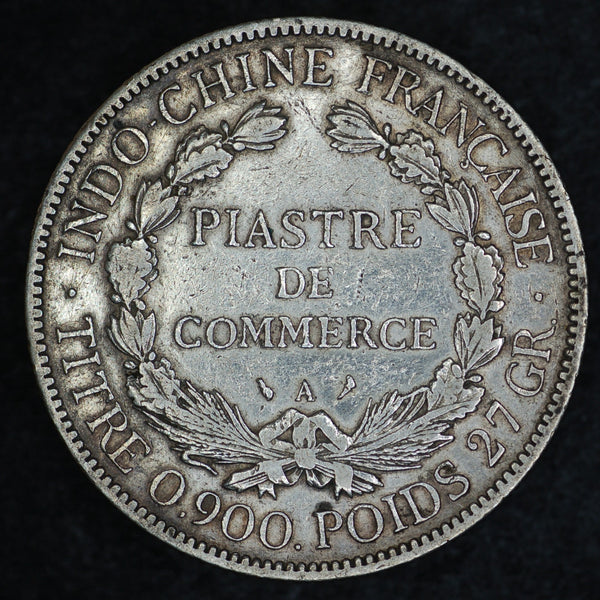 INDO-CHINE FRANÇAISE
PIASTRE
DE
COMMERCE
A
· TITRE 0.900. POIDS 27 GR. ·